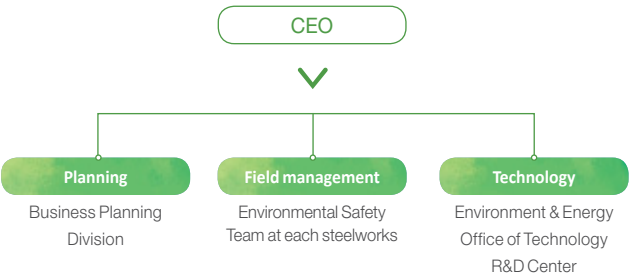 CEO
Planning
Business Planning
Division
Field management
Environmental Safety
Team at each steelworks
Technology
Environment & Energy
Office of Technology
R&D Center